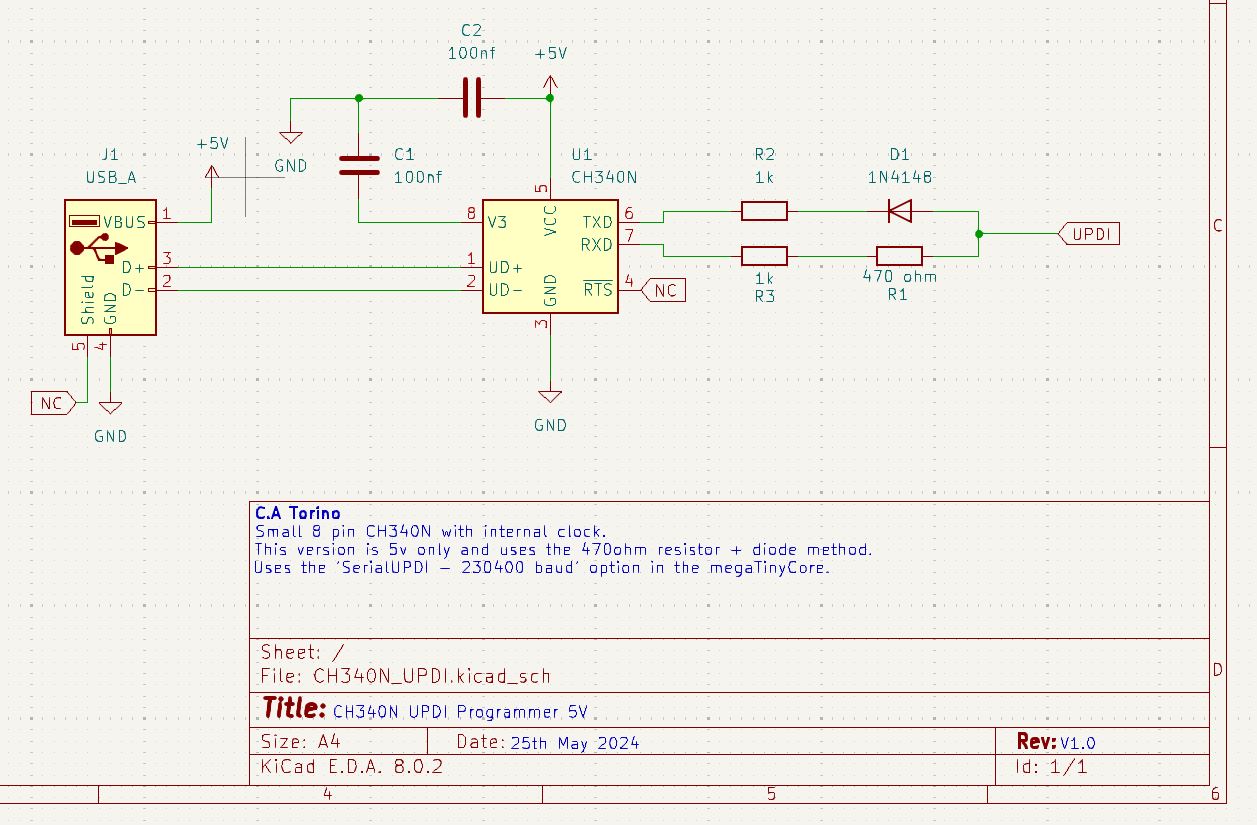 C2
100nf
+5V
+5V
GND
J1
USB_A
C1
100nf
U1
CH340N
R2
1k
D1
1N4148
VBUS
1
D+
3
D-
2
Shield
GND
5
4
8
V3
5
VCC
TXD
6
RXD
7
1
UD+
2
UD-
GND
3
RTS
4
NC
1k
R3
470 ohm
R1
UPDI
C
NC
GND
GND
C.A Torino
Small 8 pin CH340N with internal clock.
This version is 5v only and uses the 470ohm resistor + diode method.
Uses the 'SerialUPDI – 230400 baud' option in the megaTinyCore.
Sheet: /
File: CH340N_UPDI.kicad_sch
D
Title: CH340N UPDI Programmer 5V
Size: A4
Date: 25th May 2024
Rev: V1.0
KiCad E.D.A. 8.0.2
Id: 1/1
4
5
6